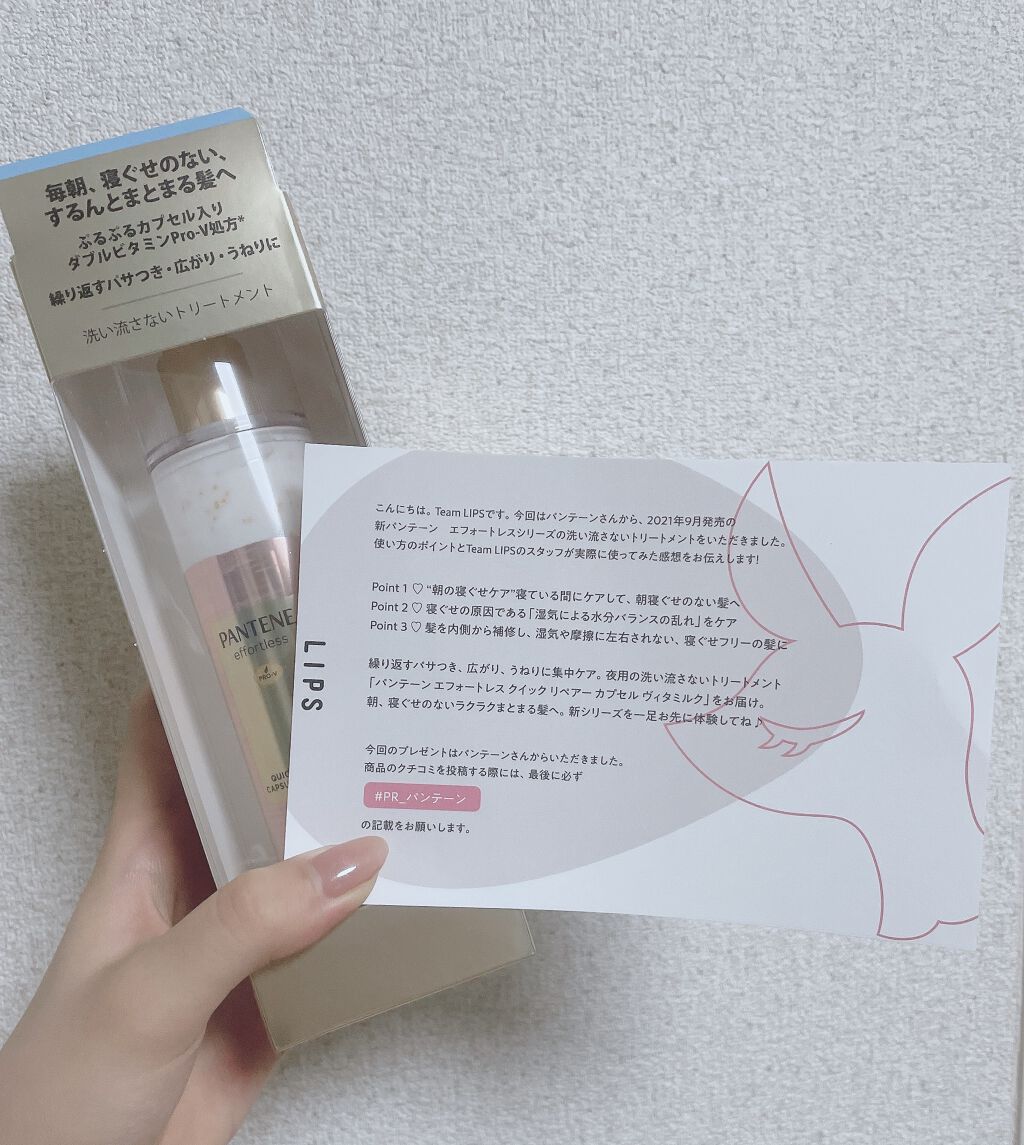 毎朝、寝ぐせのない、
するんとまとまる髪へ
ぷるぷるカプセル入り
ダブルビタミンPro-V処方*
繰り返すパサつき・広がり・うねりに
洗い流さないトリートメント
PANTENE
effortless
PRO-V
LIPS
こんにちは。Team LIPSです。今回はパンテーンさんから、2021年9月発売の
新パンテーン　エフォートレスシリーズの洗い流さないトリートメントをいただきました。
使い方のポイントとTeam LIPSのスタッフが実際に使ってみた感想をお伝えします!
Point 1 ♡ “朝の寝ぐせケア”寝ている間にケアして、朝寝ぐせのない髪へ
Point 2 ♡ 寝ぐせの原因である「湿気による水分バランスの乱れ」をケア
Point 3 ♡ 髪を内側から補修し、湿気や摩擦に左右されない、寝ぐせフリーの髪に
繰り返すパサつき、広がり、うねりに集中ケア。夜用の洗い流さないトリートメント
「パンテーン エフォートレス クイック リペアー カプセル ヴィタミルク」をお届け。
朝、寝ぐせのないラクラクまとまる髪へ。新シリーズを一足お先に体験してね♪
今回のプレゼントはパンテーンさんからいただきました。
商品のクチコミを投稿する際には、最後に必ず
#PR_パンテーン
の記載をお願いします。